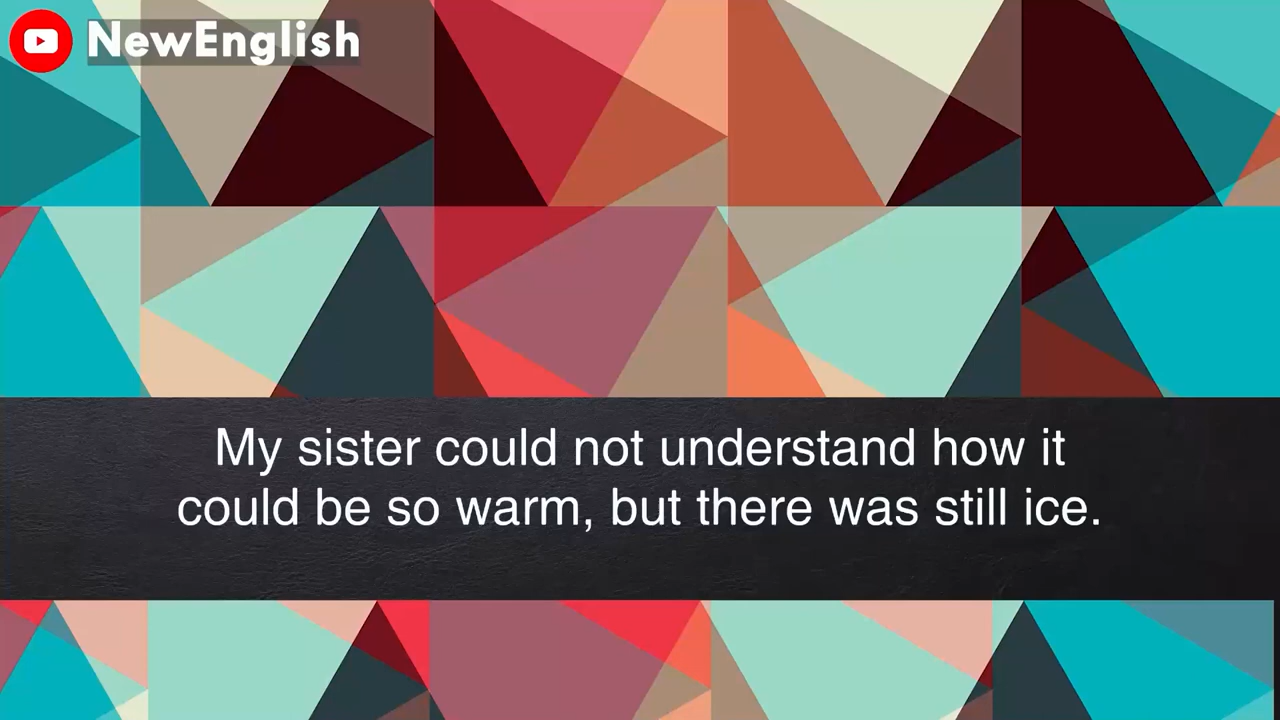 NewEnglish
My sister could not understand how it
could be so warm, but there was still ice.